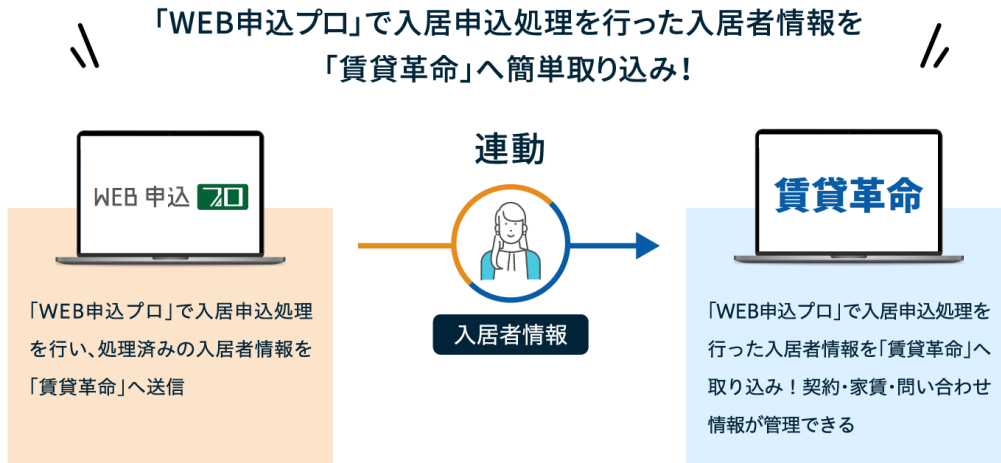 「WEB申込プロ」で入居申込処理を行った入居者情報を
「賃貸革命」へ簡単取り込み！
連動
WEB 申込 プロ
賃貸革命
入居者情報
「WEB申込プロ」で入居申込処理
を行い、処理済みの入居者情報を
「賃貸革命」へ送信
「WEB申込プロ」で入居申込処理を
行った入居者情報を「賃貸革命」へ
取り込み！契約・家賃・問い合わせ
情報が管理できる